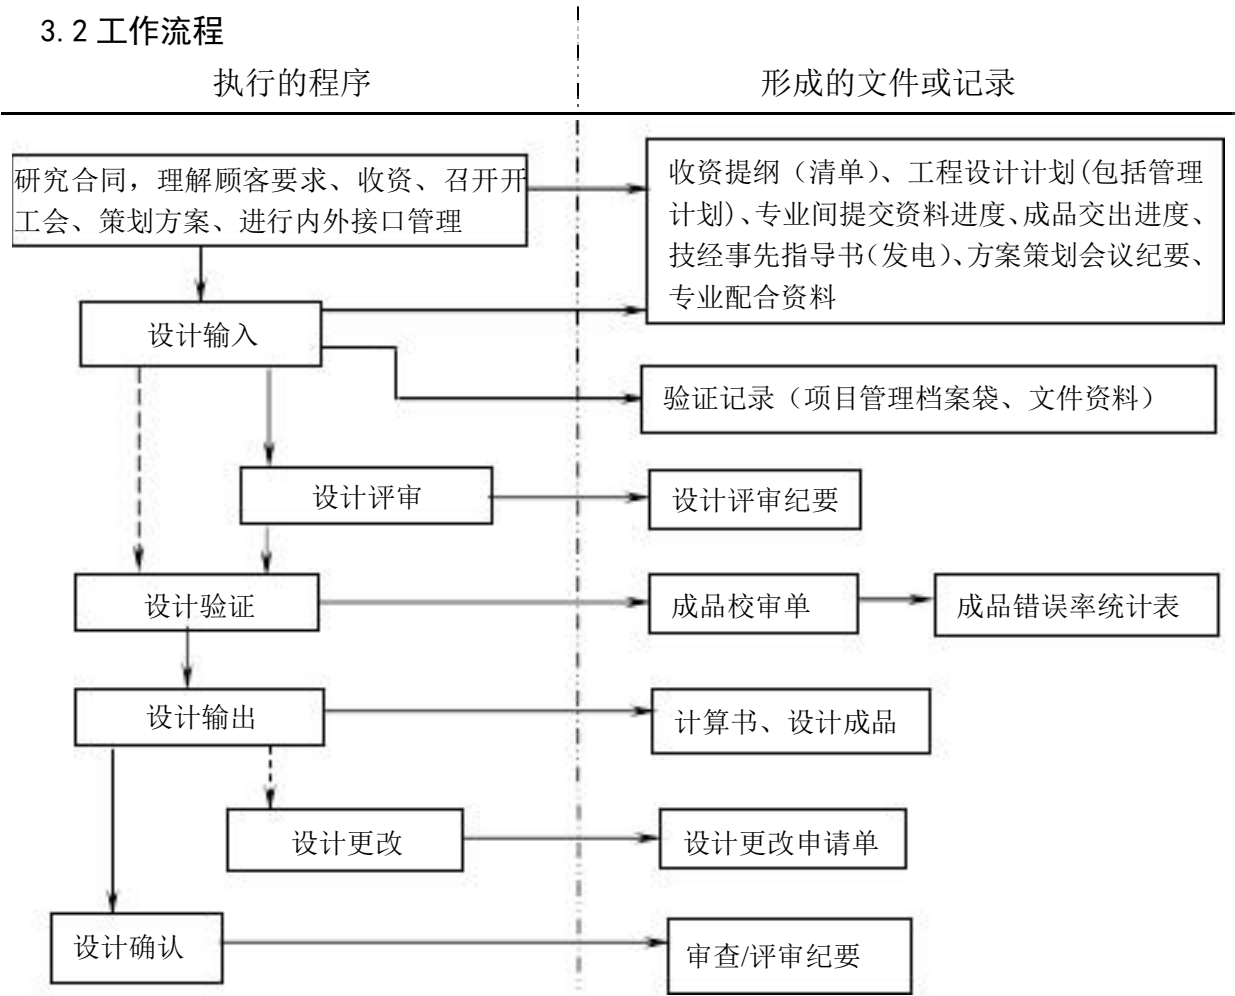 3.2工作流程
执行的程序
形成的文件或记录
研究合同，理解顾客要求、收资、召开开
工会、策划方案、进行内外接口管理
收资提纲（清单）、工程设计计划(包括管理
计划)、专业间提交资料进度、成品交出进度、
技经事先指导书(发电)、方案策划会议纪要、
专业配合资料
设计输入
验证记录（项目管理档案袋、文件资料）
设计评审
设计评审纪要
设计验证
成品校审单
成品错误率统计表
设计输出
计算书、设计成品
设计更改
设计更改申请单
设计确认
审查/评审纪要